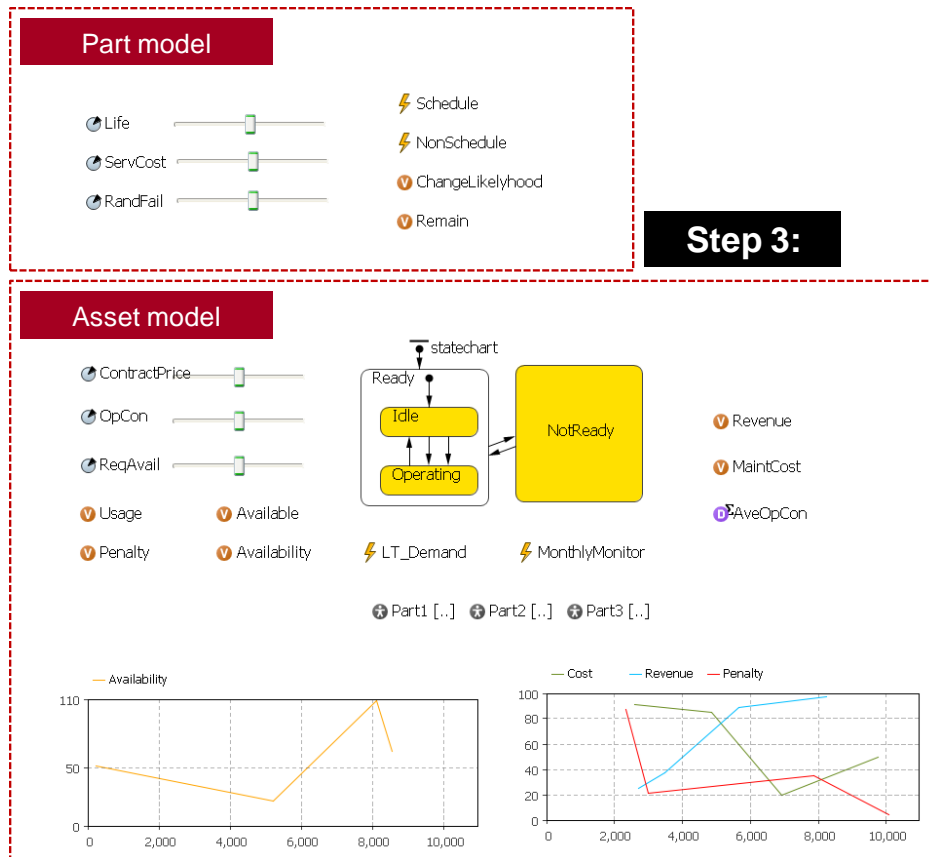 Part model
Life
ServCost
RandFail
Schedule
NonSchedule
ChangeLikelyhood
Remain
Step 3:
Asset model
ContractPrice
OpCon
ReqAvail
Usage
Available
Penalty
Availability
statechart
Ready
Idle
Operating
NotReady
LT_Demand
MonthlyMonitor
Revenue
MaintCost
AveOpCon
Part1 [..] Part2 [..] Part3 [..]
Availability
110
50
0
0 2,000 4,000 6,000 8,000 10,000
Cost Revenue Penalty
100
80
60
40
20
0
0 2,000 4,000 6,000 8,000 10,000